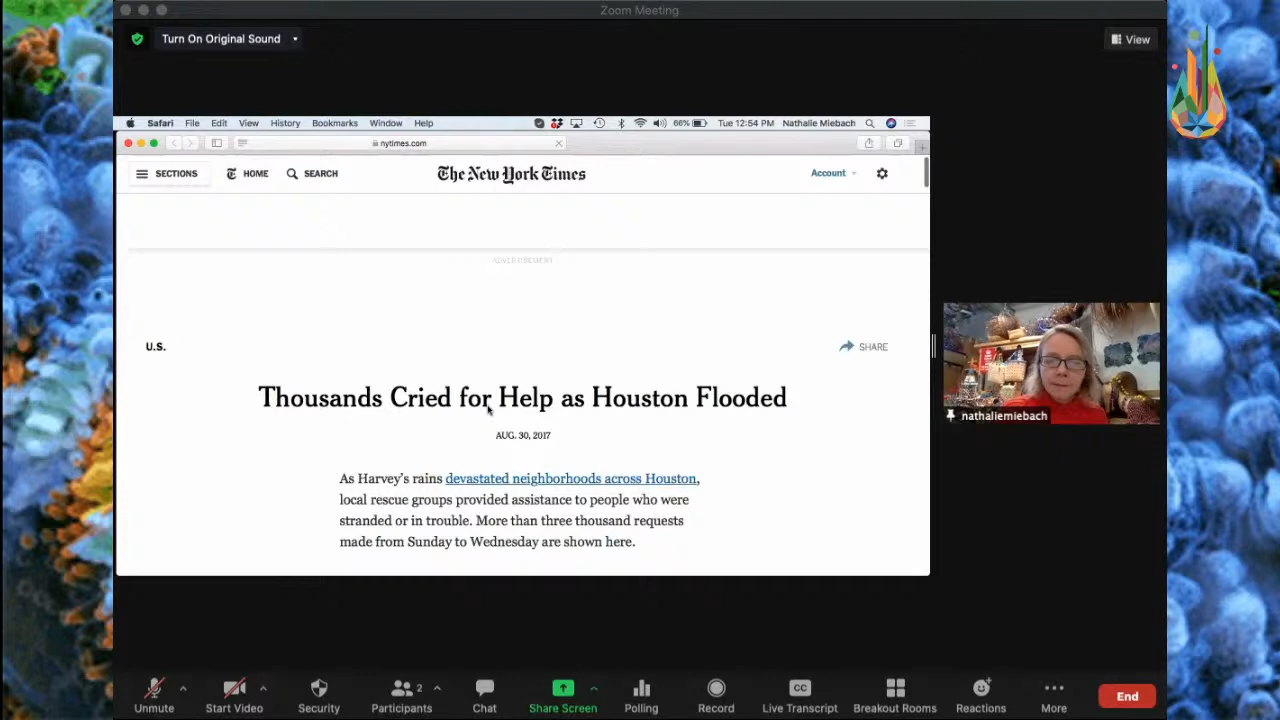 Zoom Meeting
Turn On Original Sound
View
Safari File Edit View History Bookmarks Window Help 66% Tue 12:54 PM Nathalie Miebach
nytimes.com
SECTIONS HOME SEARCH The New York Times Account
ADVERTISEMENT
U.S.
SHARE
Thousands Cried for Help as Houston Flooded
AUG. 30, 2017
As Harvey's rains devastated neighborhoods across Houston,
local rescue groups provided assistance to people who were
stranded or in trouble. More than three thousand requests
made from Sunday to Wednesday are shown here.
nathaliemiebach
2
Unmute Start Video Security Participants Chat Share Screen Polling Record Live Transcript Breakout Rooms Reactions More End
CC